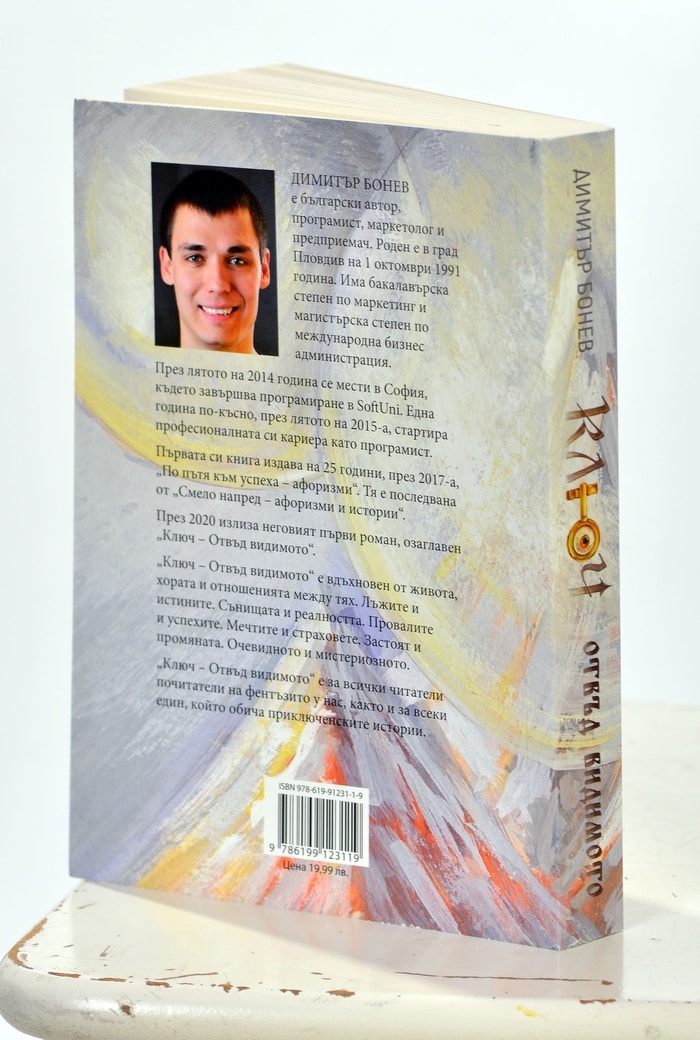 ДИМИТЪР БОНЕВ
е български автор,
програмист, маркетолог и
предприемач. Роден е в град
Пловдив на 1 октомври 1991
година. Има бакалавърска
степен по маркетинг и
магистърска степен по
международна бизнес
администрация.
През лятото на 2014 година се мести в София,
където завършва програмиране в SoftUni. Една
година по-късно, през лятото на 2015-а, стартира
професионалната си кариера като програмист.
Първата си книга издава на 25 години, през 2017-а,
„По пътя към успеха – афоризми“. Тя е последвана
от „Смело напред – афоризми и истории“.
През 2020 излиза неговият първи роман, озаглавен
„Ключ – Отвъд видимото“.
„Ключ – Отвъд видимото“ е вдъхновен от живота,
хората и отношенията между тях. Лъжите и
истините. Сънищата и реалността. Провалите
и успехите. Мечтите и страховете. Застоят и
промяната. Очевидното и мистериозното.
„Ключ – Отвъд видимото“ е за всички читатели
почитатели на фентъзито у нас, както и за всеки
един, който обича приключенските истории.
ISBN 978-619-91231-1-9
9 786199 123119
Цена 19,99 лв.
ДИМИТЪР БОНЕВ
КЛЮЧ
ОТВЪД ВИДИМОТО